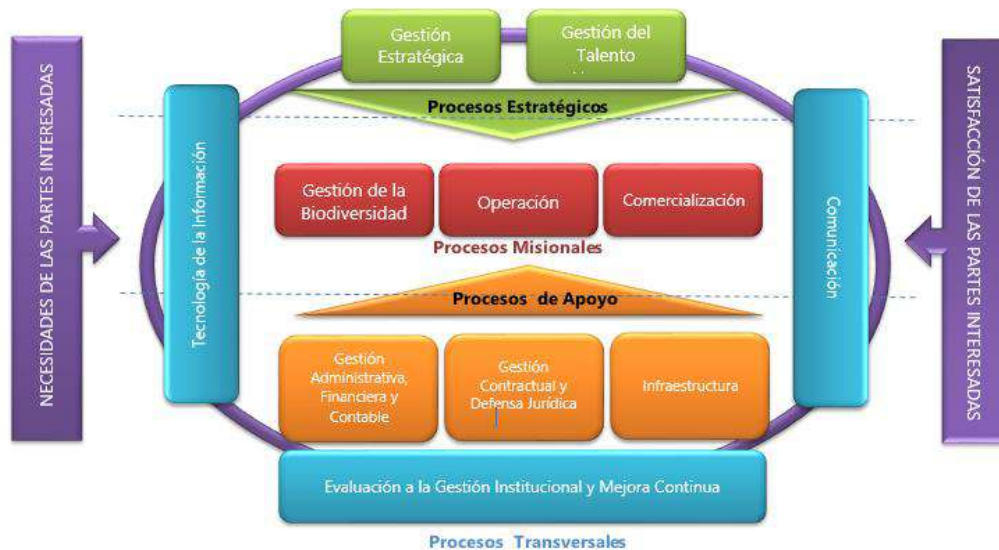 NECESIDADES DE LAS PARTES INTERESADAS
Gestión
Estratégica
Gestión del
Talento
SATISFACCIÓN DE LAS PARTES INTERESADAS
Procesos Estratégicos
Tecnología de la Información
Comunicación
Gestión de la
Biodiversidad
Operación
Comercialización
Procesos Misionales
Procesos de Apoyo
Gestión
Administrativa,
Financiera y
Contable
Gestión
Contractual y
Defensa Jurídica
Infraestructura
Evaluación a la Gestión Institucional y Mejora Continua
Procesos Transversales